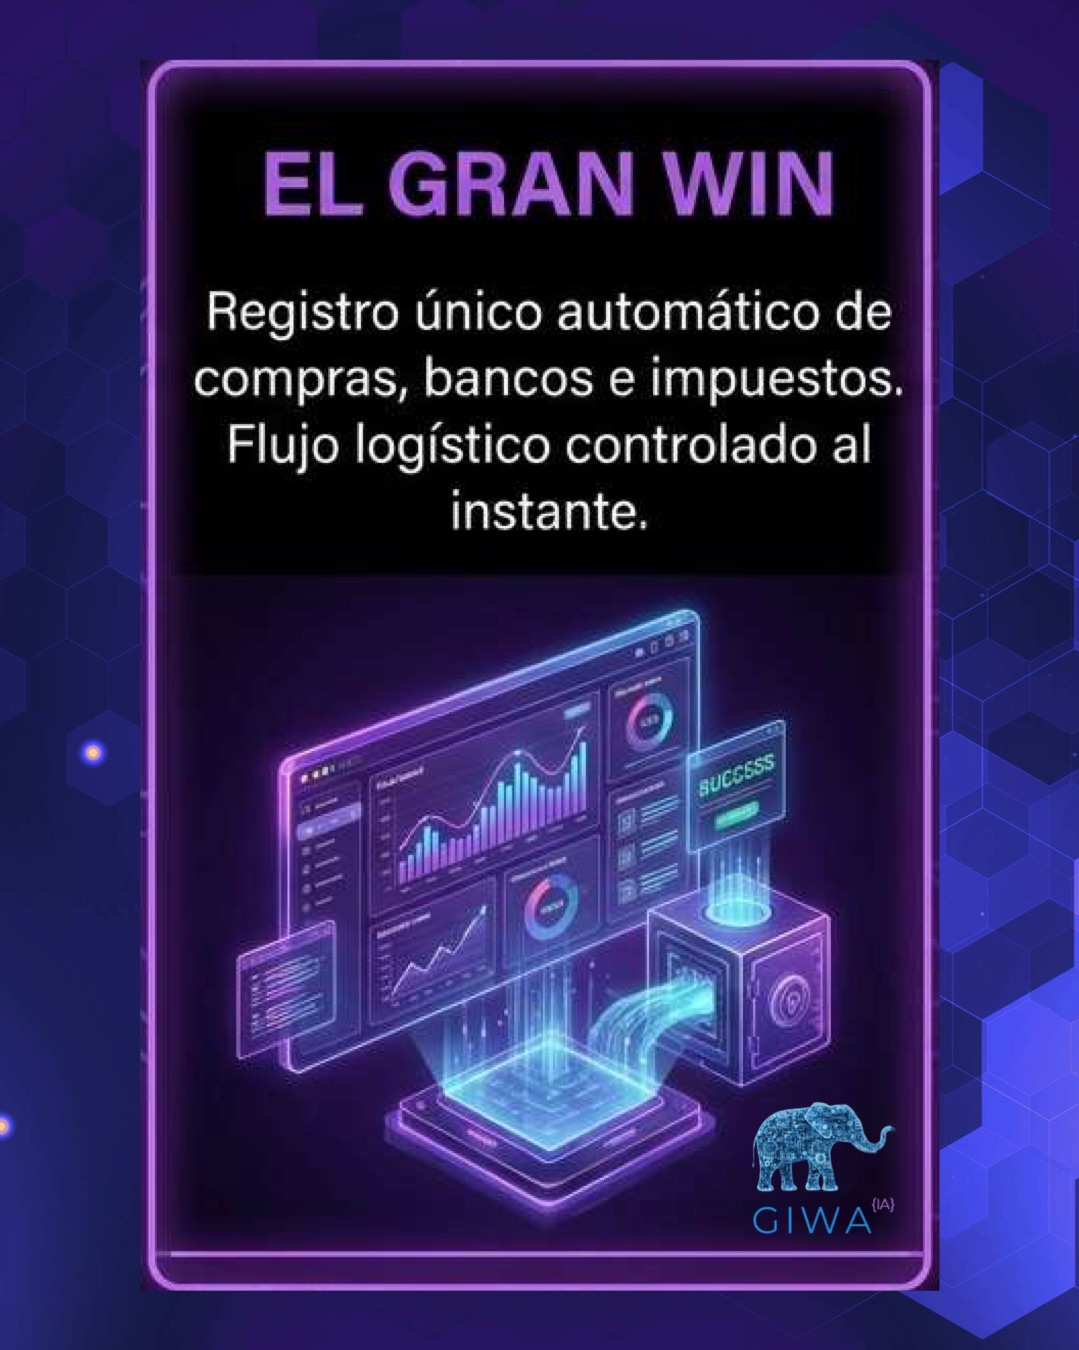 EL GRAN WIN
Registro único automático de
compras, bancos e impuestos.
Flujo logístico controlado al
instante.
SUCCESS
GIWA {IA}